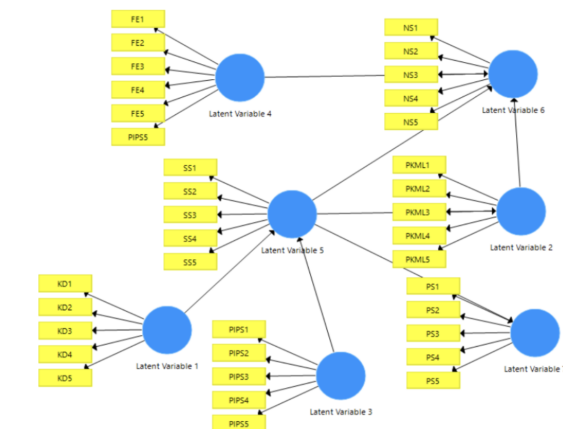 FE1
FE2
FE3
FE4
FE5
PIPS5
Latent Variable 4
NS1
NS2
NS3
NS4
NS5
Latent Variable 6
SS1
SS2
SS3
SS4
SS5
Latent Variable 5
PKML1
PKML2
PKML3
PKML4
PKML5
Latent Variable 2
KD1
KD2
KD3
KD4
KD5
Latent Variable 1
PIPS1
PIPS2
PIPS3
PIPS4
PIPS5
Latent Variable 3
PS1
PS2
PS3
PS4
PS5
Latent Variable